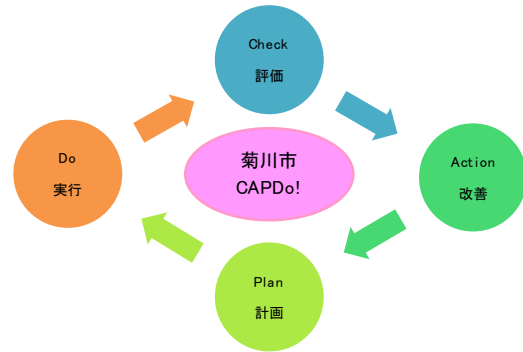 Check
評価
Do
実行
菊川市
CAPDo!
Action
改善
Plan
計画